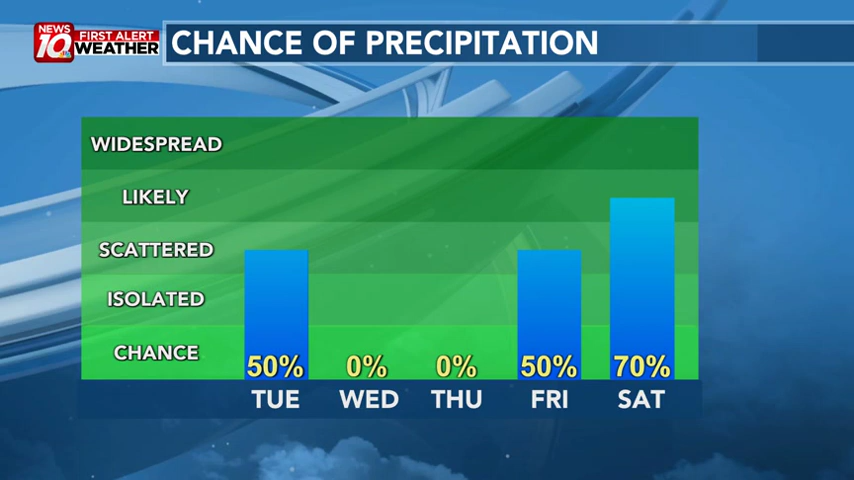 NEWS
10
FIRST ALERT
WEATHER
CHANCE OF PRECIPITATION
WIDESPREAD
LIKELY
SCATTERED
ISOLATED
CHANCE
50% 0% 0% 50% 70%
TUE WED THU FRI SAT